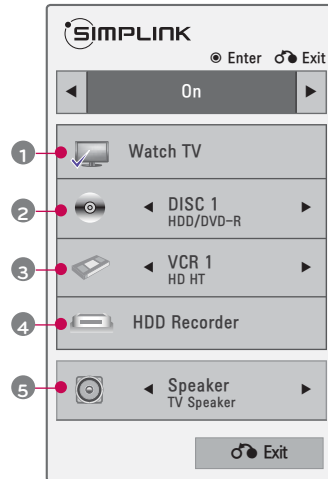 SIMPLINK
Enter Exit
On
1 Watch TV
2 DISC 1
HDD/DVD-R
3 VCR 1
HD HT
4 HDD Recorder
5 Speaker
TV Speaker
Exit